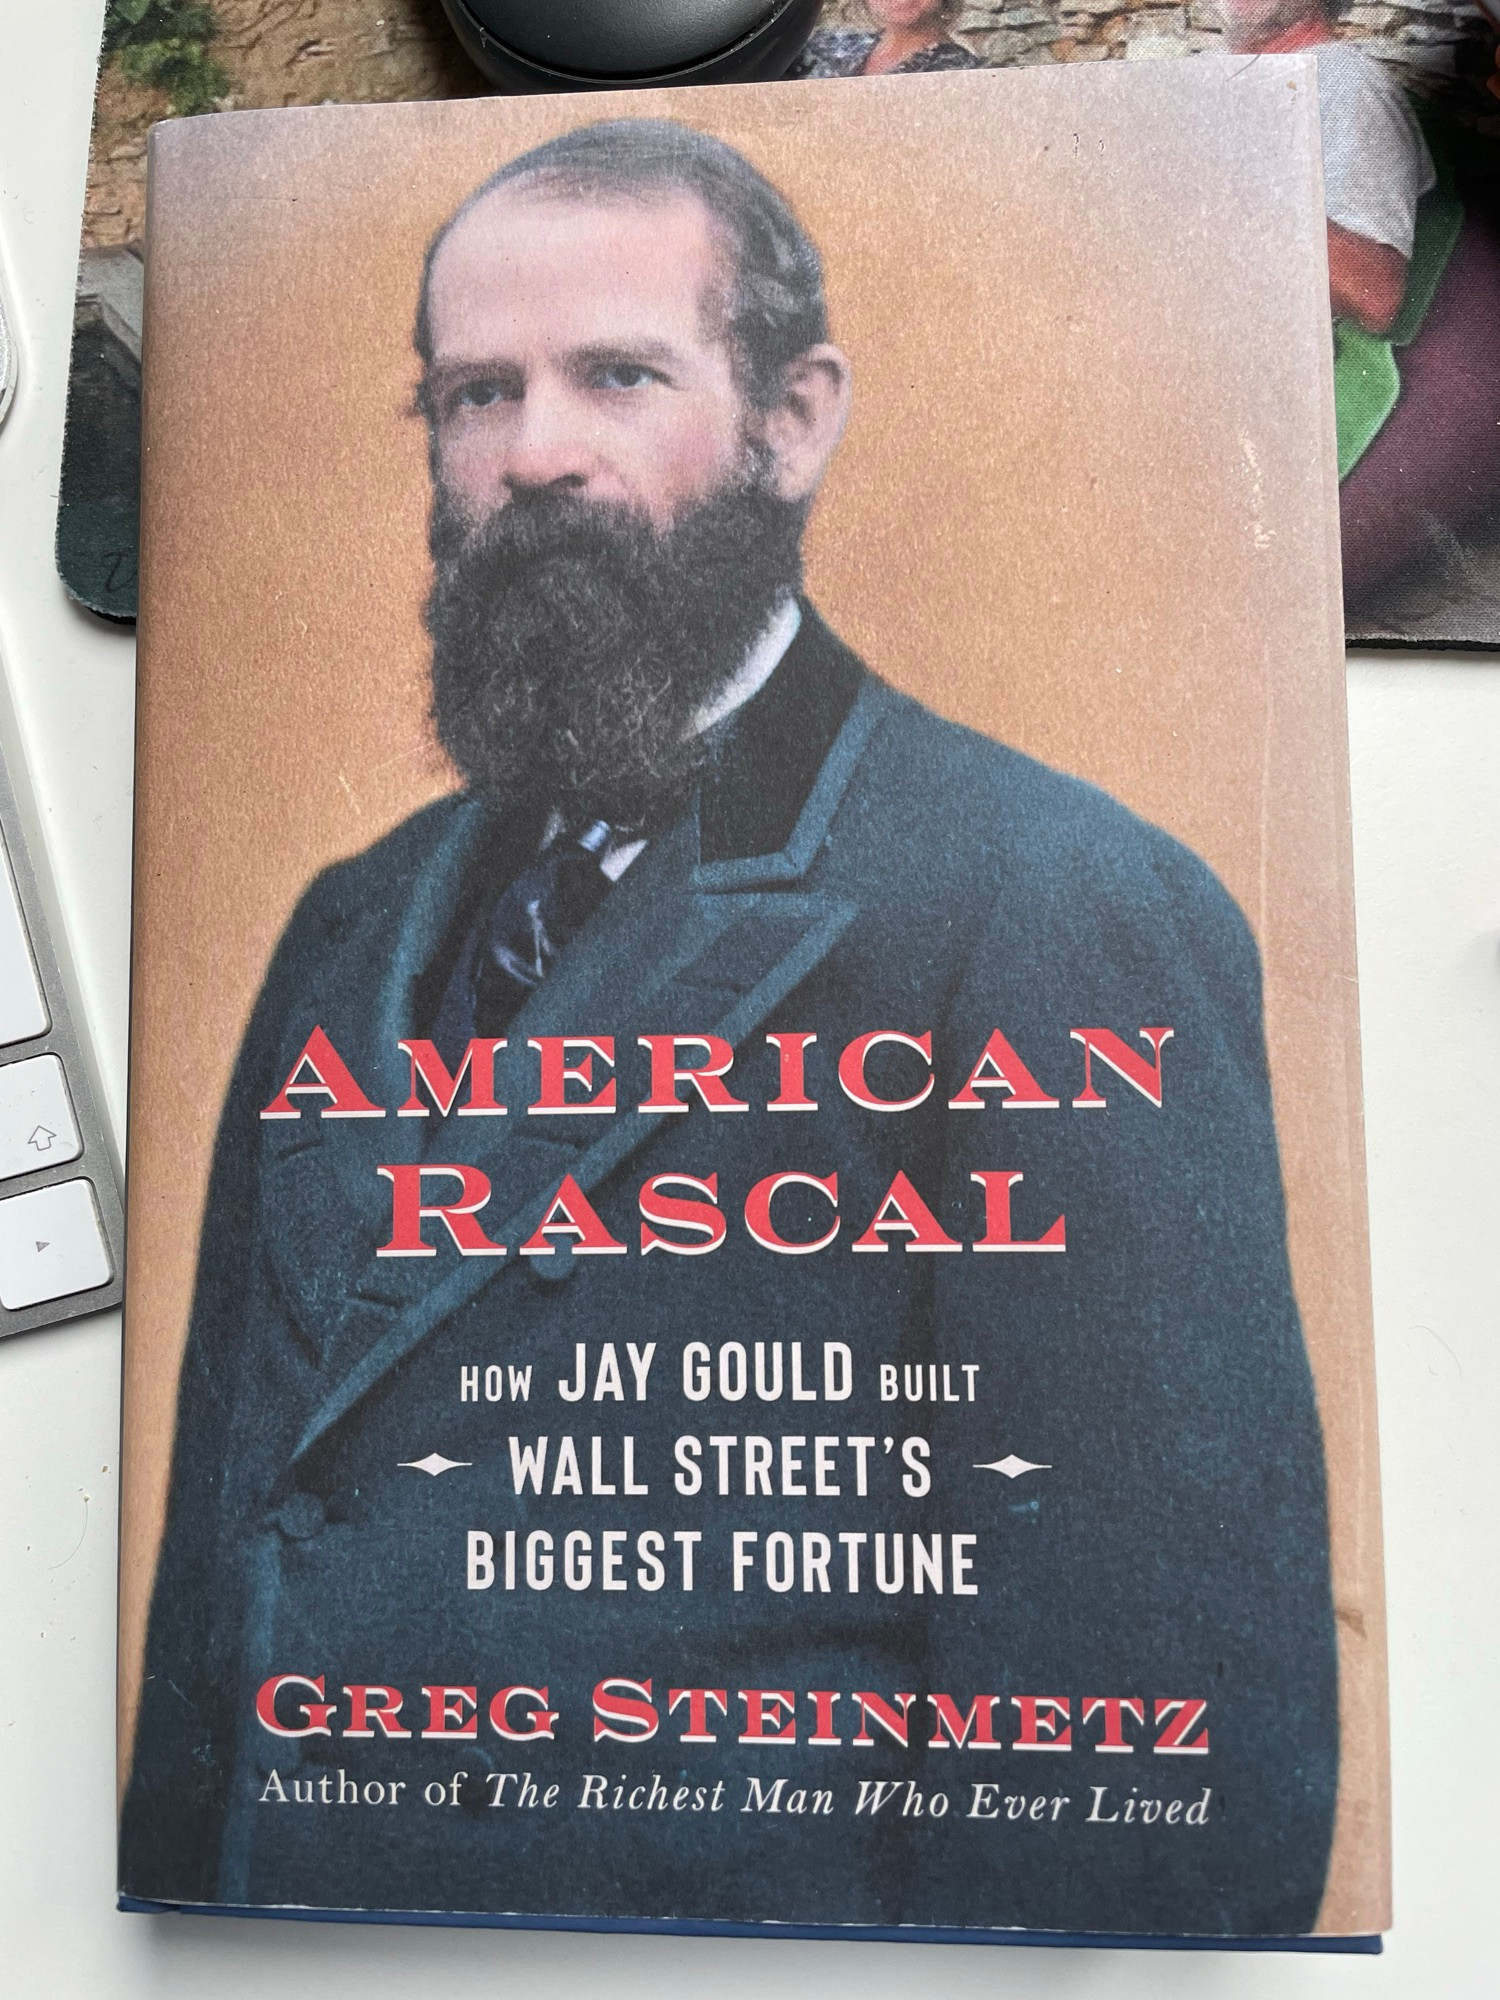 AMERICAN
RASCAL
HOW JAY GOULD BUILT
WALL STREET'S
BIGGEST FORTUNE
GREG STEINMETZ
Author of The Richest Man Who Ever Lived